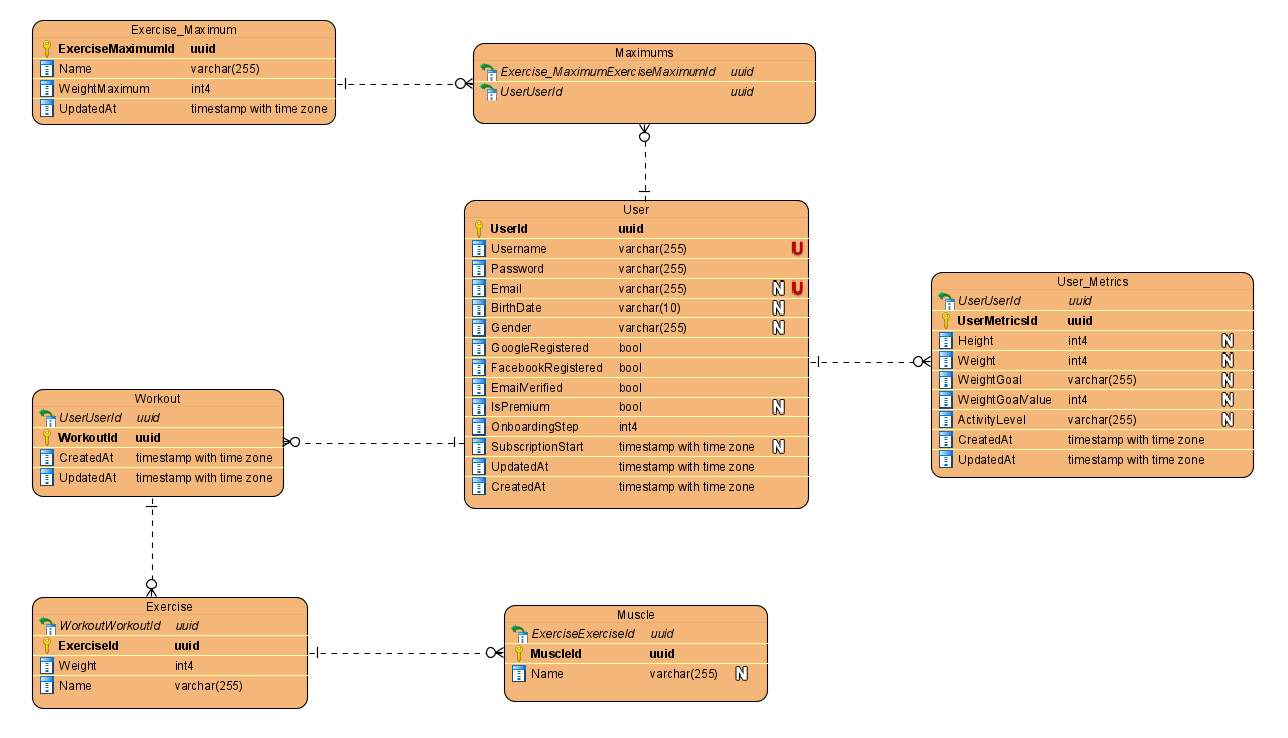 Exercise_Maximum
ExerciseMaximumId uuid
Name varchar(255)
WeightMaximum int4
UpdatedAt timestamp with time zone
Maximums
Exercise_MaximumExerciseMaximumId uuid
UserUserId uuid
User
UserId uuid
Username varchar(255) U
Password varchar(255)
Email varchar(255) N U
BirthDate varchar(10) N
Gender varchar(255) N
GoogleRegistered bool
FacebookRegistered bool
EmailVerified bool
IsPremium bool N
OnboardingStep int4
SubscriptionStart timestamp with time zone N
UpdatedAt timestamp with time zone
CreatedAt timestamp with time zone
User_Metrics
UserUserId uuid
UserMetricsId uuid
Height int4 N
Weight int4 N
WeightGoal varchar(255) N
WeightGoalValue int4 N
ActivityLevel varchar(255) N
CreatedAt timestamp with time zone
UpdatedAt timestamp with time zone
Workout
UserUserId uuid
WorkoutId uuid
CreatedAt timestamp with time zone
UpdatedAt timestamp with time zone
Exercise
WorkoutWorkoutId uuid
ExerciseId uuid
Weight int4
Name varchar(255)
Muscle
ExerciseExerciseId uuid
MuscleId uuid
Name varchar(255) N